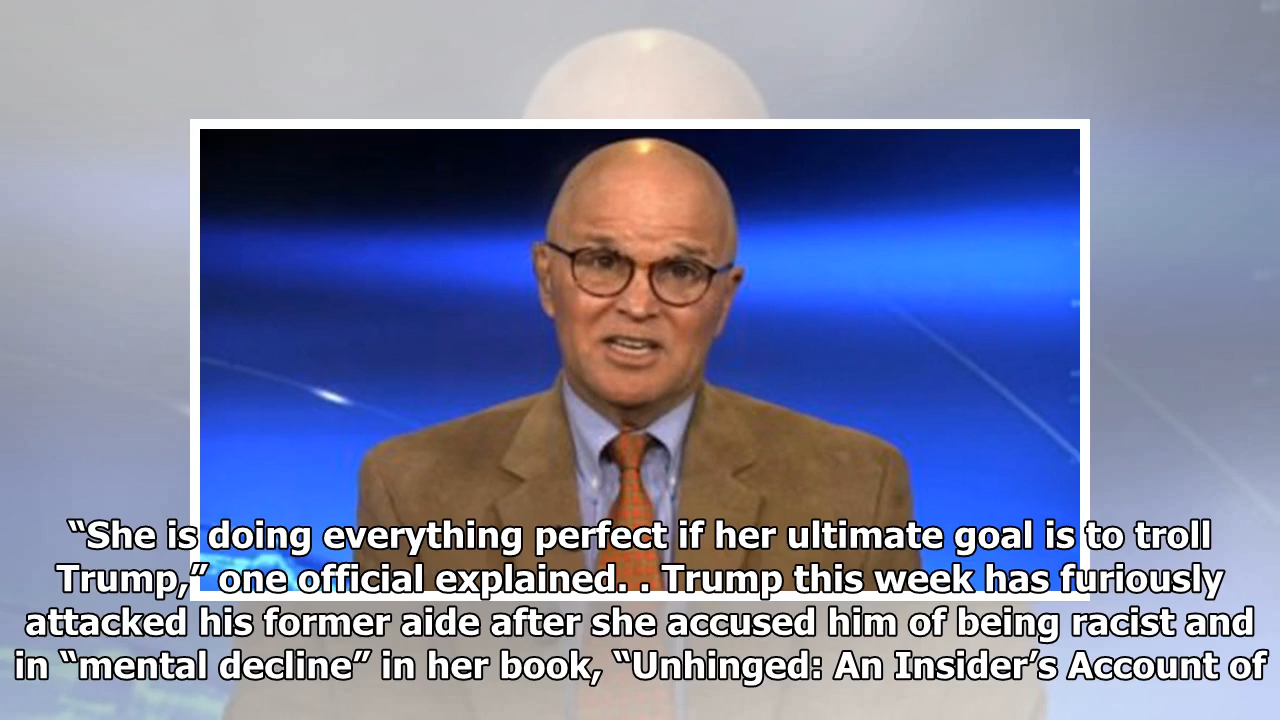 “She is doing everything perfect if her ultimate goal is to troll
Trump,” one official explained. . Trump this week has furiously
attacked his former aide after she accused him of being racist and
in “mental decline” in her book, “Unhinged: An Insider’s Account of